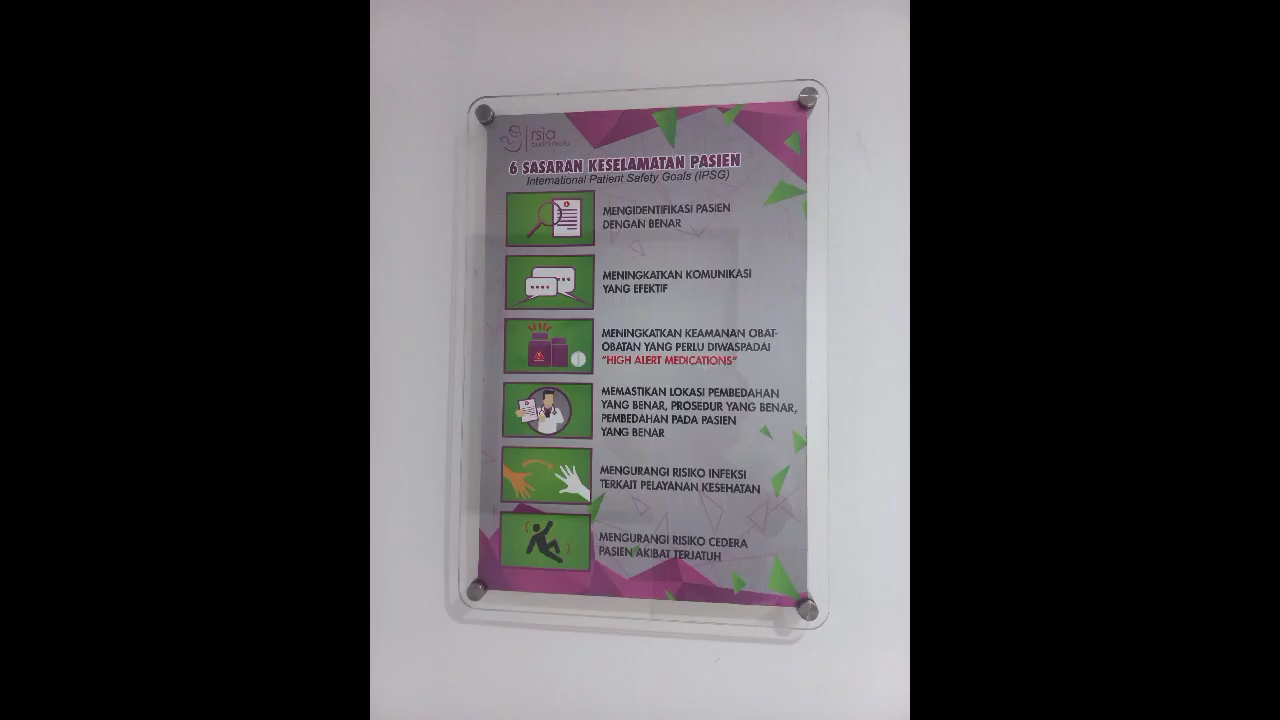 rsia
budhi mulia
6 SASARAN KESELAMATAN PASIEN
International Patient Safety Goals (IPSG)
MENGIDENTIFIKASI PASIEN
DENGAN BENAR
MENINGKATKAN KOMUNIKASI
YANG EFEKTIF
MENINGKATKAN KEAMANAN OBAT-
OBATAN YANG PERLU DIWASPADAI
"HIGH ALERT MEDICATIONS"
MEMASTIKAN LOKASI PEMBEDAHAN
YANG BENAR, PROSEDUR YANG BENAR,
PEMBEDAHAN PADA PASIEN
YANG BENAR
MENGURANGI RISIKO INFEKSI
TERKAIT PELAYANAN KESEHATAN
MENGURANGI RISIKO CEDERA
PASIEN AKIBAT TERJATUH